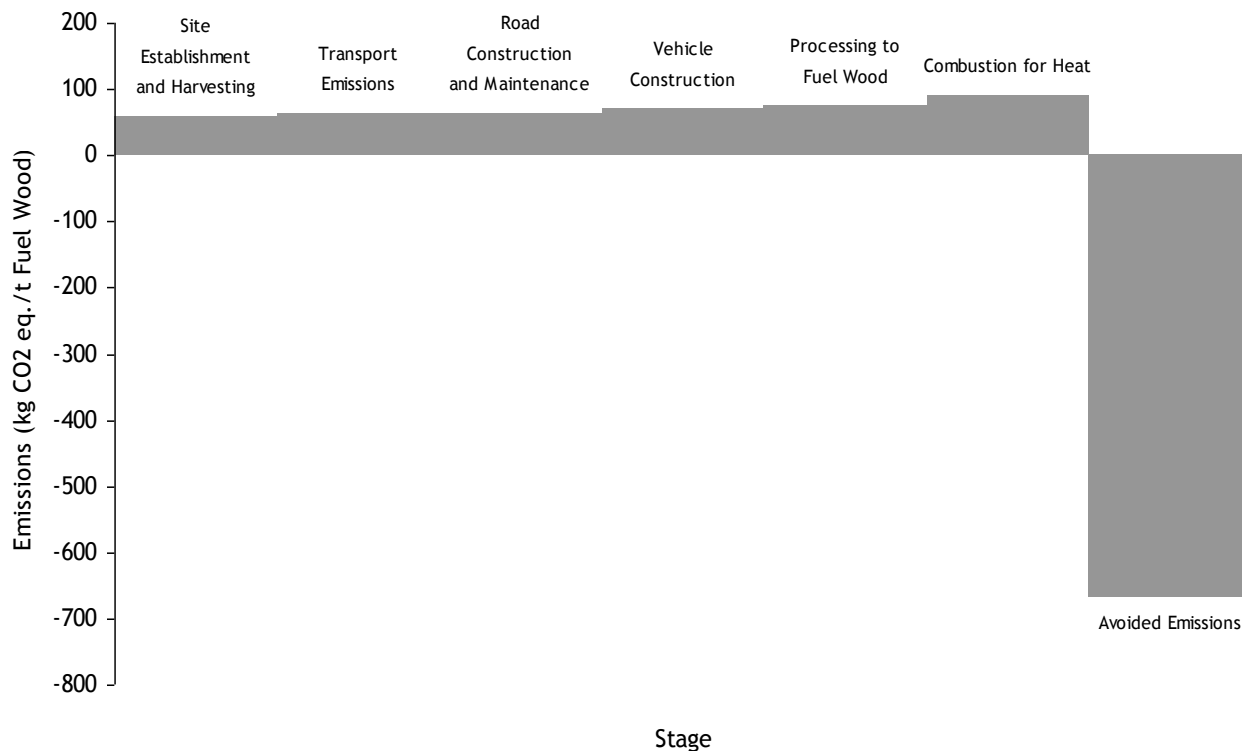 200
100
0
-100
-200
-300
-400
-500
-600
-700
-800
Emissions (kg CO2 eq./t Fuel Wood)
Site
Establishment
and Harvesting
Transport
Emissions
Road
Construction
and Maintenance
Vehicle
Construction
Processing to
Fuel Wood
Combustion for Heat
Avoided Emissions
Stage